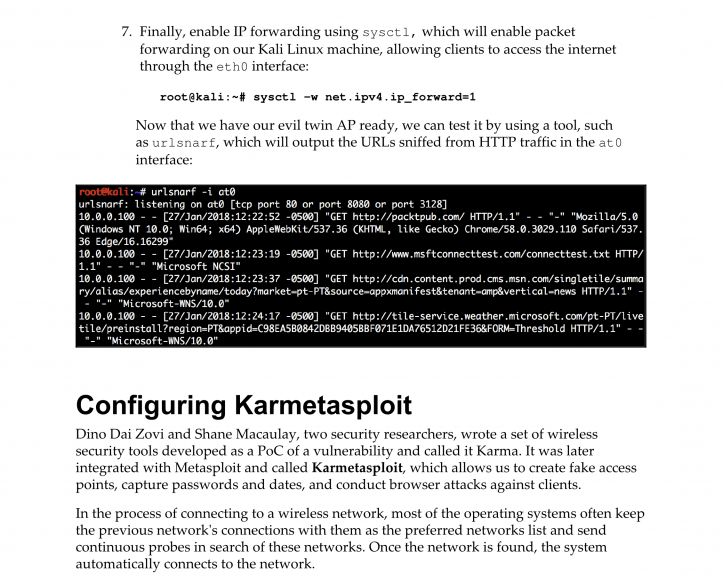 7. Finally, enable IP forwarding using sysctl, which will enable packet
forwarding on our Kali Linux machine, allowing clients to access the internet
through the eth0 interface:
root@kali:~# sysctl -w net.ipv4.ip_forward=1
Now that we have our evil twin AP ready, we can test it by using a tool, such
as urlsnarf, which will output the URLs sniffed from HTTP traffic in the at0
interface:
root@kali:~# urlsnarf -i at0
urlsnarf: listening on at0 [tcp port 80 or port 8080 or port 3128]
10.0.0.100 - - [27/Jan/2018:12:22:52 -0500] "GET http://packtpub.com/ HTTP/1.1" - - "-" "Mozilla/5.0
(Windows NT 10.0; Win64; x64) AppleWebKit/537.36 (KHTML, like Gecko) Chrome/58.0.3029.110 Safari/537.
36 Edge/16.16299"
10.0.0.100 - - [27/Jan/2018:12:23:19 -0500] "GET http://www.msftconnecttest.com/connecttest.txt HTTP/
1.1" - - "-" "Microsoft NCSI"
10.0.0.100 - - [27/Jan/2018:12:23:37 -0500] "GET http://cdn.content.prod.cms.msn.com/singletile/summa
ry/alias/experiencebyname/today?market=pt-PT&source=appxmanifest&tenant=amp&vertical=news HTTP/1.1" -
- "-" "Microsoft-WNS/10.0"
10.0.0.100 - - [27/Jan/2018:12:24:17 -0500] "GET http://tile-service.weather.microsoft.com/pt-PT/live
tile/preinstall?region=PT&appid=C98EA5B0842DBB9405BBF071E1DA76512D21FE36&FORM=Threshold HTTP/1.1" - -
"-" "Microsoft-WNS/10.0"
Configuring Karmetasploit
Dino Dai Zovi and Shane Macaulay, two security researchers, wrote a set of wireless
security tools developed as a PoC of a vulnerability and called it Karma. It was later
integrated with Metasploit and called Karmetasploit, which allows us to create fake access
points, capture passwords and dates, and conduct browser attacks against clients.
In the process of connecting to a wireless network, most of the operating systems often keep
the previous network's connections with them as the preferred networks list and send
continuous probes in search of these networks. Once the network is found, the system
automatically connects to the network.